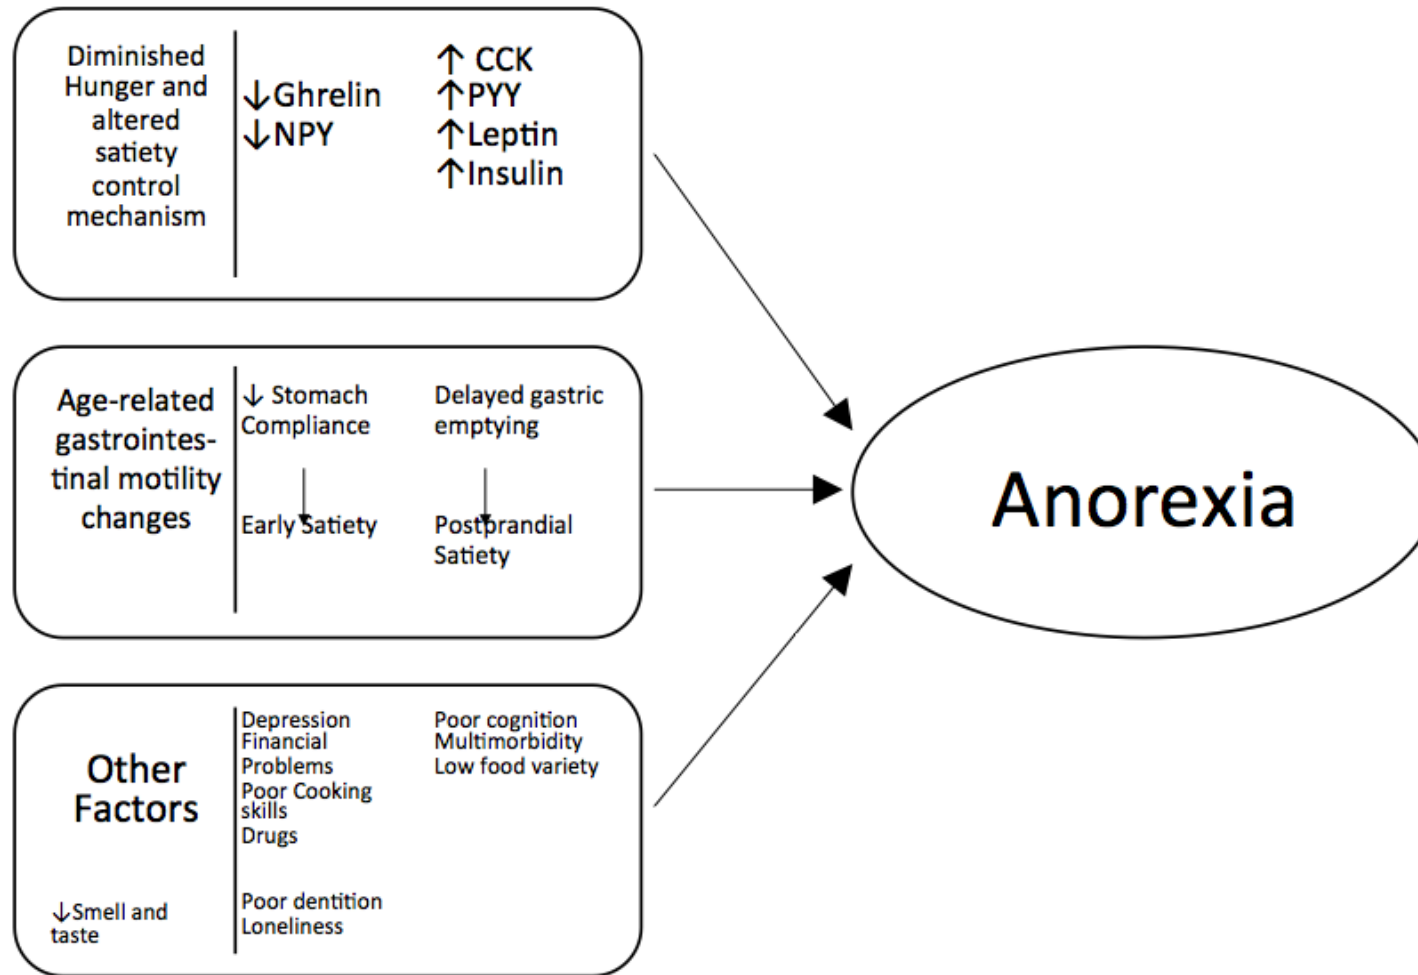 Diminished
Hunger and
altered
satiety
control
mechanism
↓Ghrelin
↓NPY
↑ CCK
↑PYY
↑Leptin
↑Insulin
Age-related
gastrointes-
tinal motility
changes
↓ Stomach
Compliance
Early Satiety
Delayed gastric
emptying
Postprandial
Satiety
Other
Factors
↓Smell and
taste
Depression
Financial
Problems
Poor Cooking
skills
Drugs
Poor dentition
Loneliness
Poor cognition
Multimorbidity
Low food variety
Anorexia